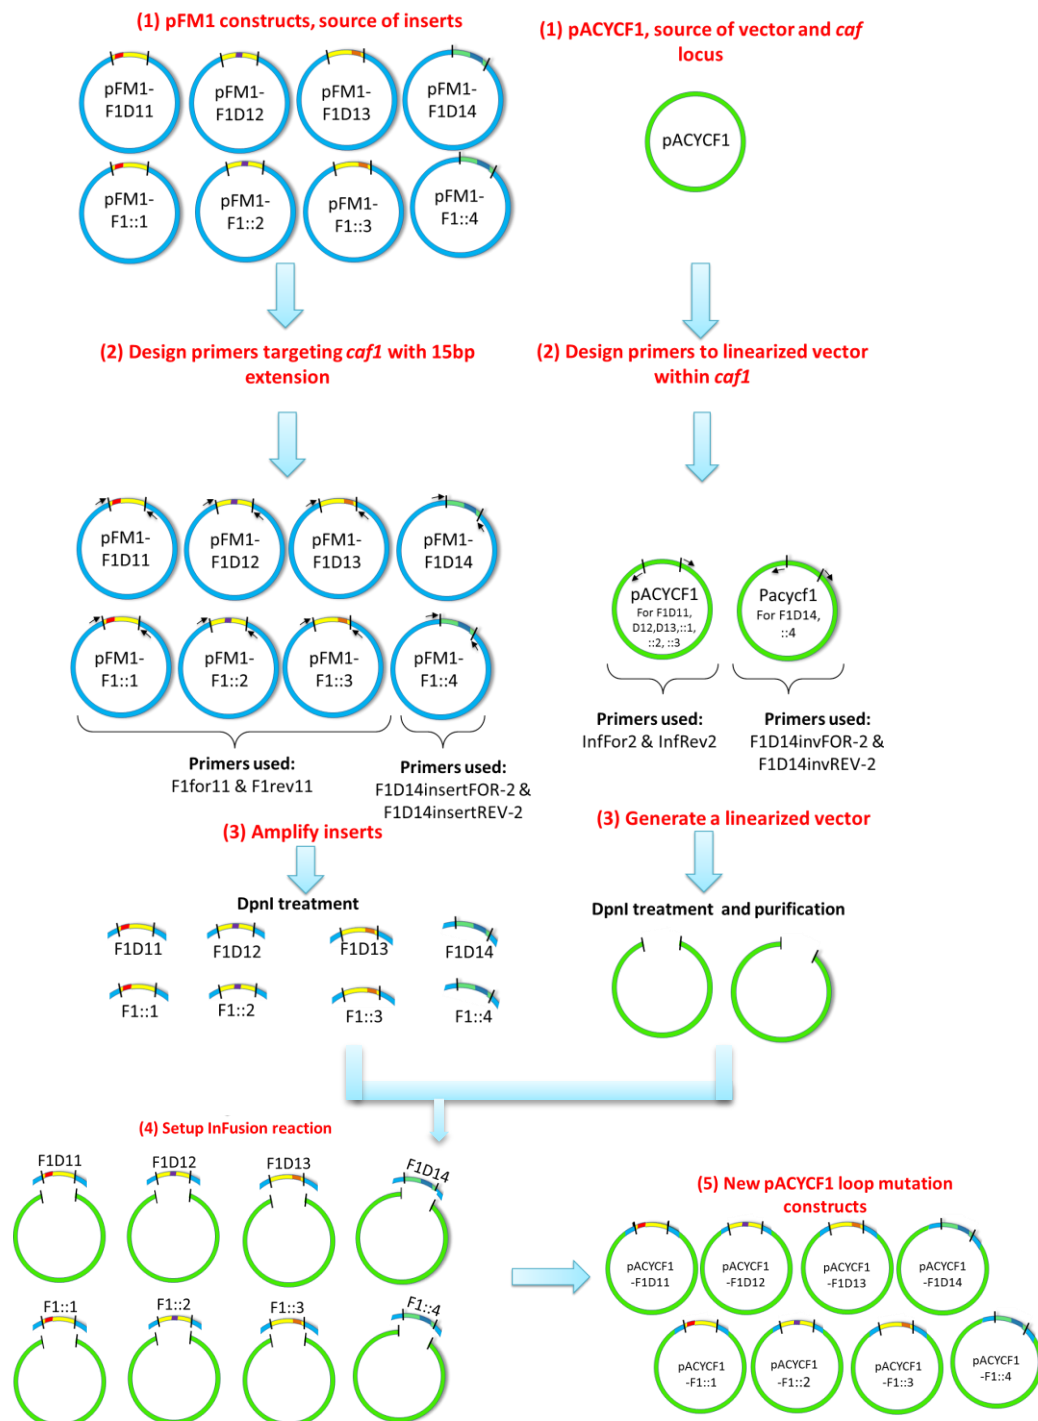 (1) pFM1 constructs, source of inserts
(1) pACYCF1, source of vector and caf
locus
pFM1-
F1D11
pFM1-
F1D12
pFM1-
F1D13
pFM1-
F1D14
pACYCF1
pFM1-
F1::1
pFM1-
F1::2
pFM1-
F1::3
pFM1-
F1::4
(2) Design primers targeting caf1 with 15bp
extension
(2) Design primers to linearized vector
within caf1
pFM1-
F1D11
pFM1-
F1D12
pFM1-
F1D13
pFM1-
F1D14
pFM1-
F1::1
pFM1-
F1::2
pFM1-
F1::3
pFM1-
F1::4
pACYCF1
For F1D11,
D12,D13,::1,
::2, ::3
Pacycf1
For F1D14,
::4
Primers used:
F1for11 & F1rev11
Primers used:
F1D14insertFOR-2 &
F1D14insertREV-2
Primers used:
InfFor2 & InfRev2
Primers used:
F1D14invFOR-2 &
F1D14invREV-2
(3) Amplify inserts
(3) Generate a linearized vector
DpnI treatment
DpnI treatment and purification
F1D11
F1D12
F1D13
F1D14
F1::1
F1::2
F1::3
F1::4
(4) Setup InFusion reaction
F1D11
F1D12
F1D13
F1D14
F1::1
F1::2
F1::3
F1::4
(5) New pACYCF1 loop mutation
constructs
pACYCF1
-F1D11
pACYCF1
-F1D12
pACYCF1
-F1D13
pACYCF1
-F1D14
pACYCF1
-F1::1
pACYCF1
-F1::2
pACYCF1
-F1::3
pACYCF1
-F1::4